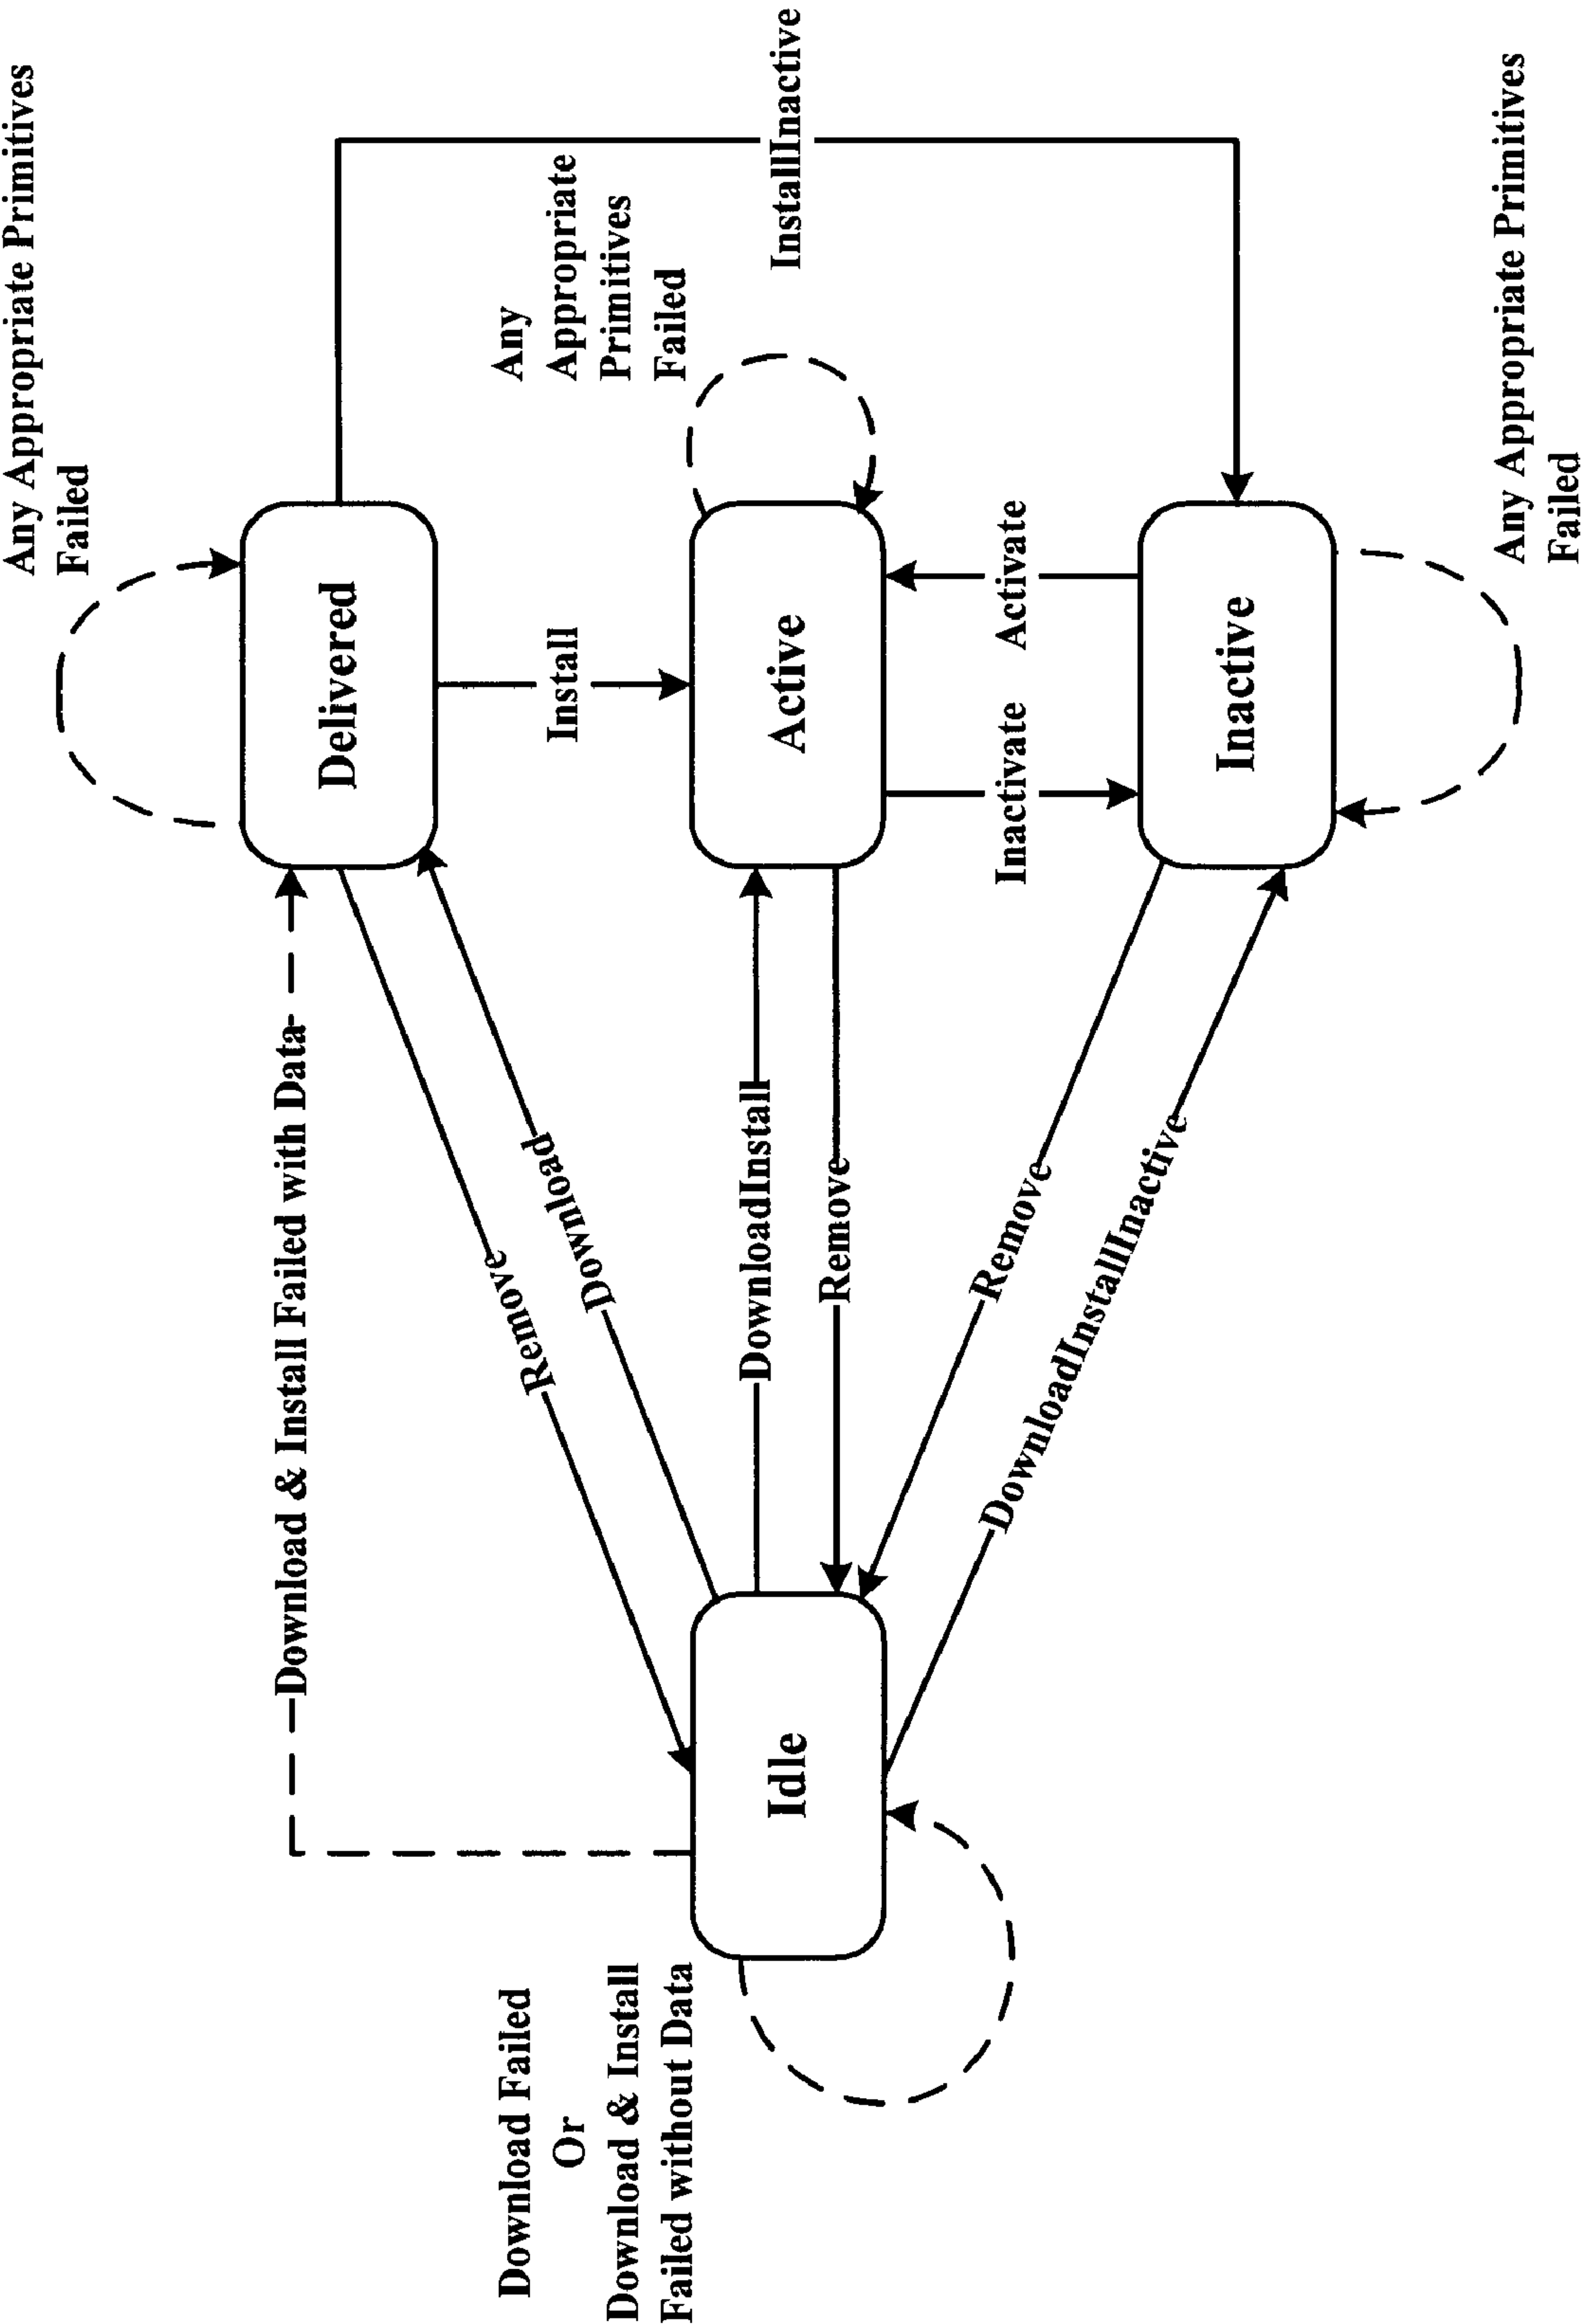 Any Appropriate Primitives
Failed
Delivered
Download & Install Failed with Data
Remove
Download
Install
InstallInactive
Any
Appropriate
Primitives
Failed
Download Failed
Or
Download & Install
Failed without Data
Idle
DownloadInstall
Remove
Active
Inactivate
Activate
Remove
DownloadInstallInactive
Inactive
Any Appropriate Primitives
Failed